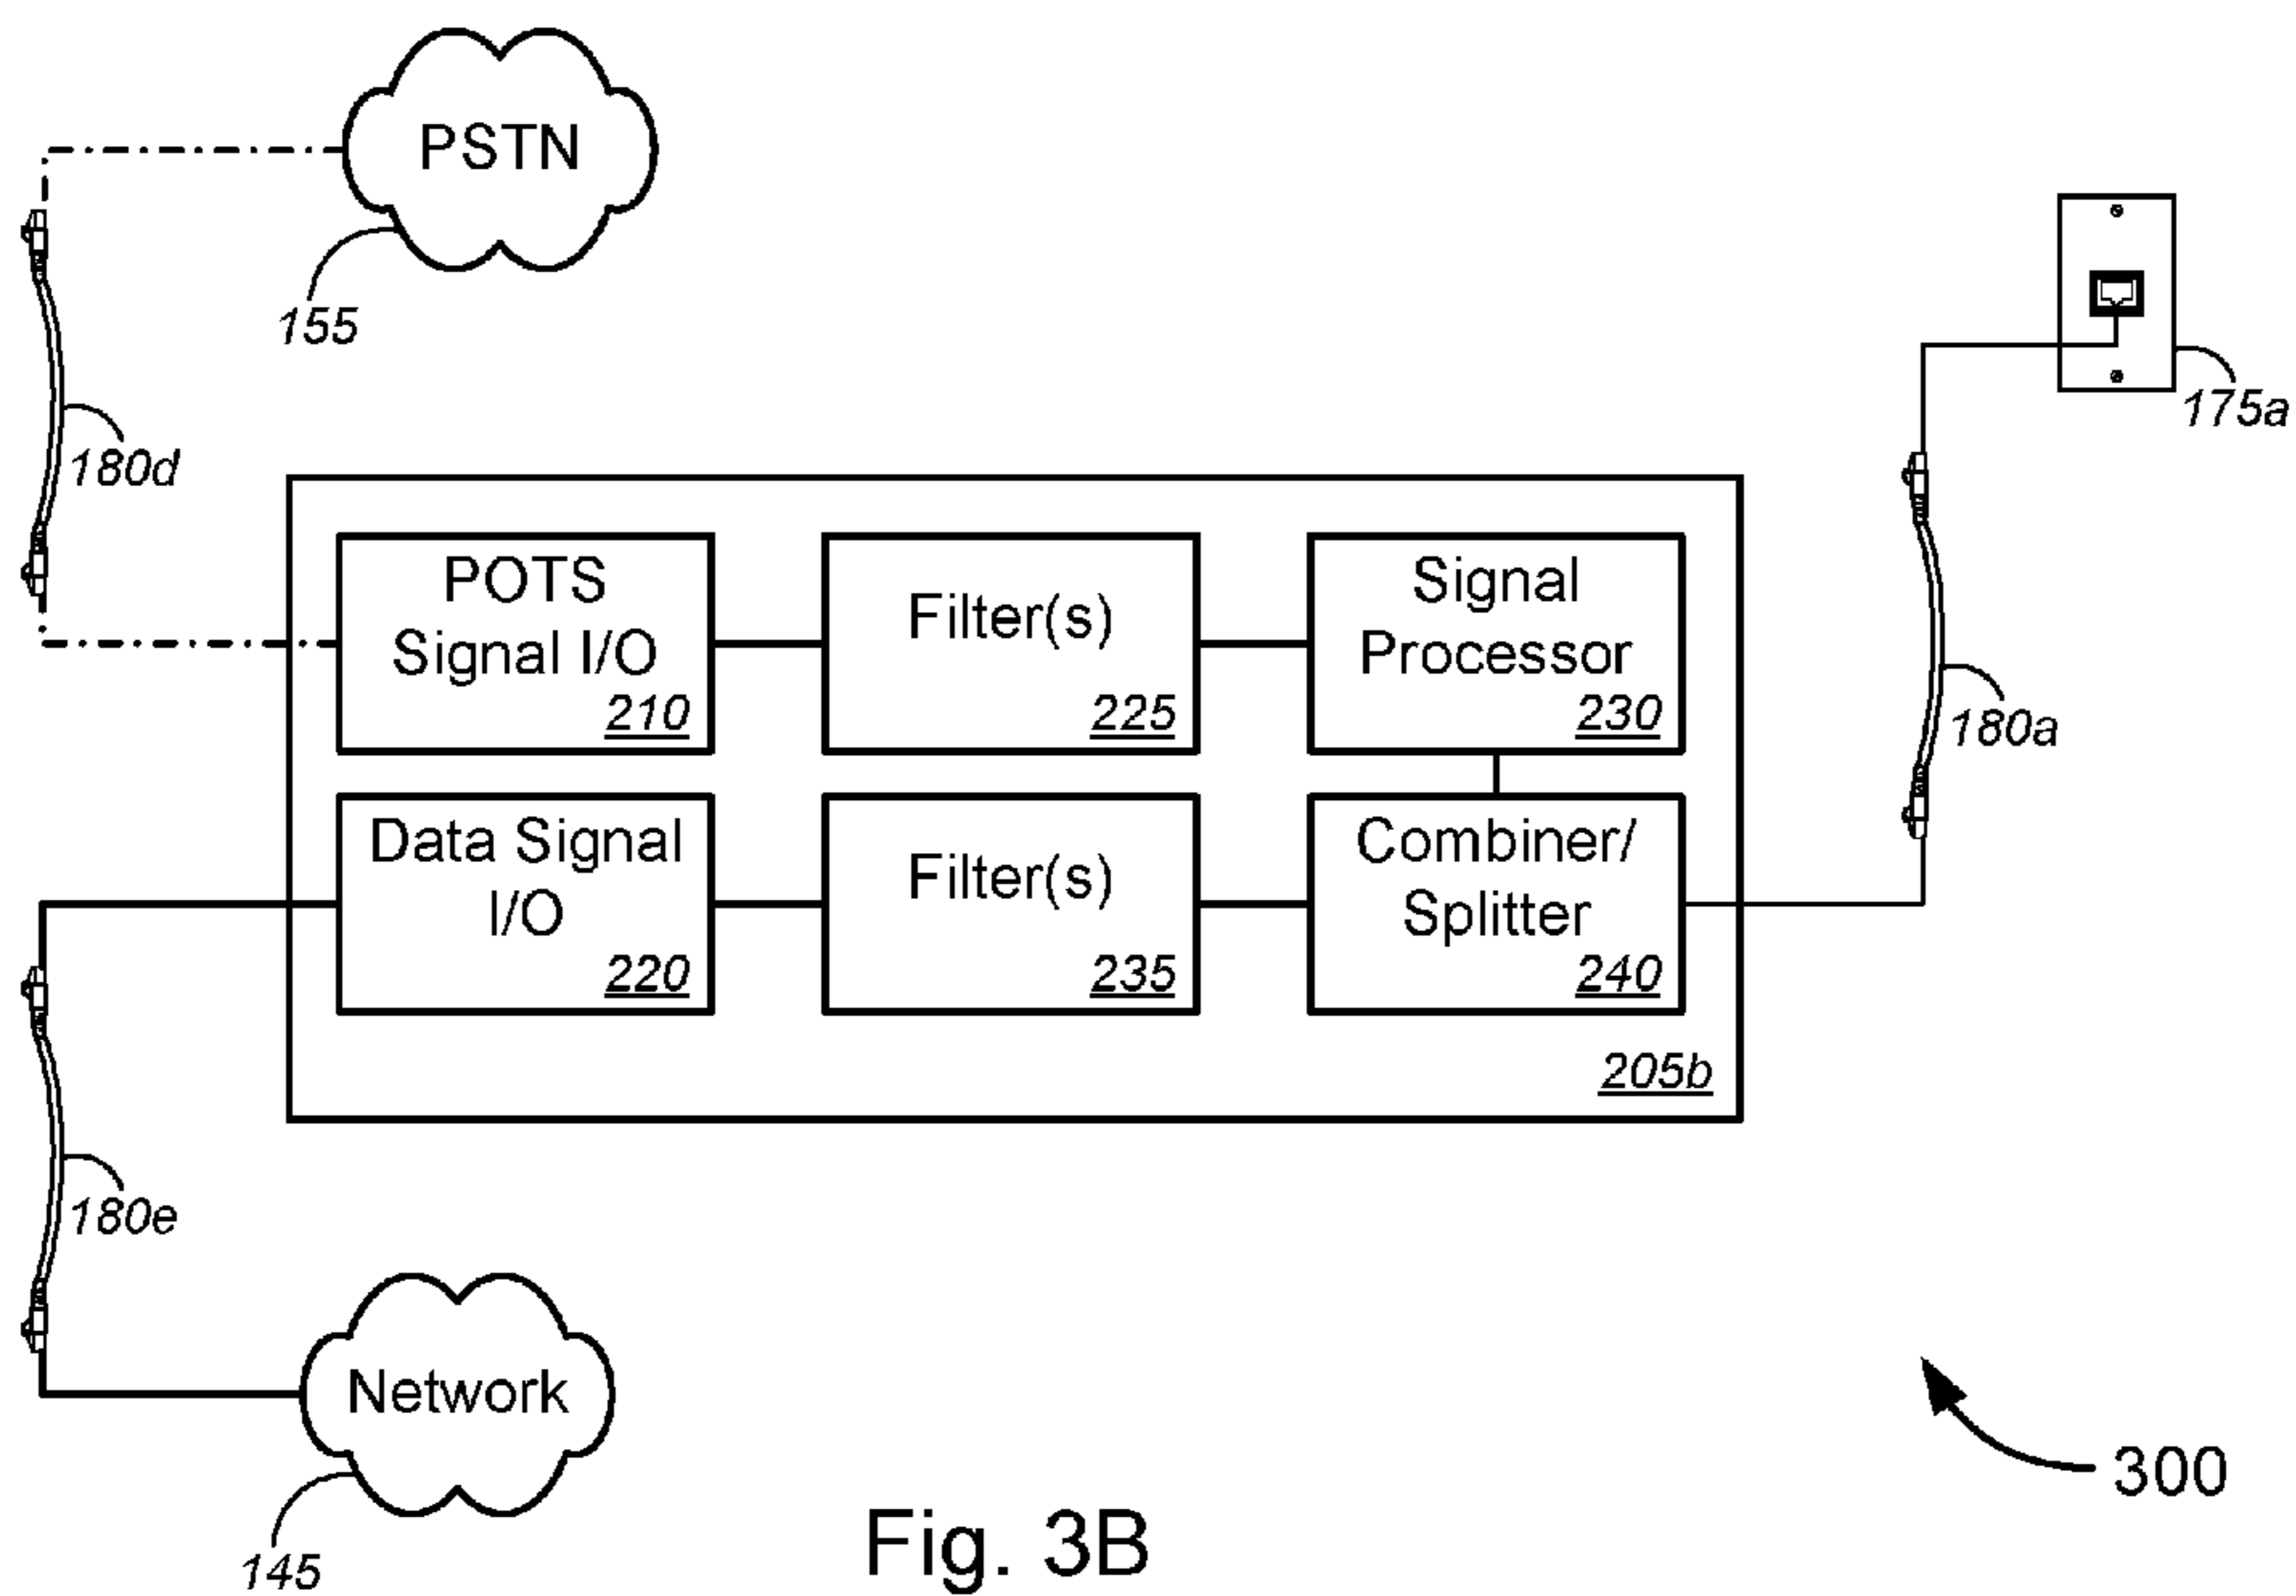 PSTN
155
175a
180d
POTS
Signal I/O
210
Filter(s)
225
Signal
Processor
230
180a
Data Signal
I/O
220
Filter(s)
235
Combiner/
Splitter
240
205b
180e
Network
145
300
Fig. 3B